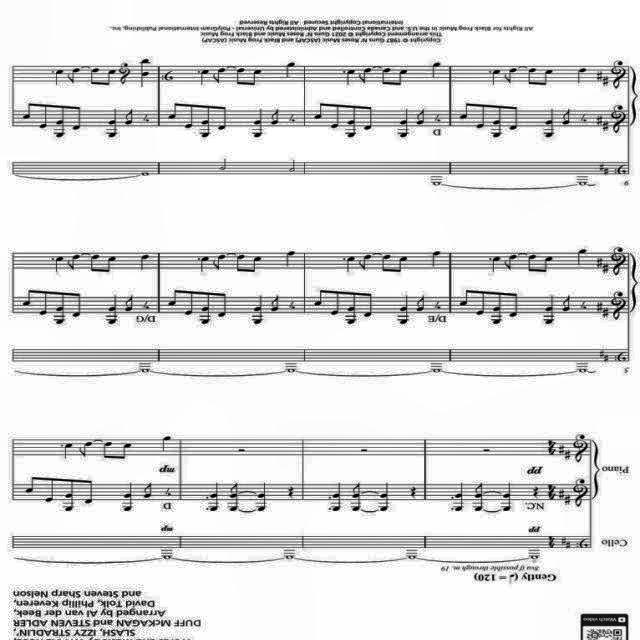 Watch video
SLASH, IZZY STRADLIN',
DUFF McKAGAN and STEVEN ADLER
Arranged by Al van der Beek,
David Tolk, Phillip Keveren,
and Steven Sharp Nelson
Gently (♩ = 120)
8va if possible through m. 19
Cello
pp mp
N.C. D
Piano
pp mp
5
D/E D/G
9
D
Copyright © 1987 Guns N' Roses Music (ASCAP) and Black Frog Music (ASCAP)
This arrangement Copyright 2021 Guns N' Roses Music and Black Frog Music
All Rights for Black Frog Music in the U.S. and Canada Controlled and Administered by Universal - PolyGram International Publishing, Inc.
International Copyright Secured All Rights Reserved